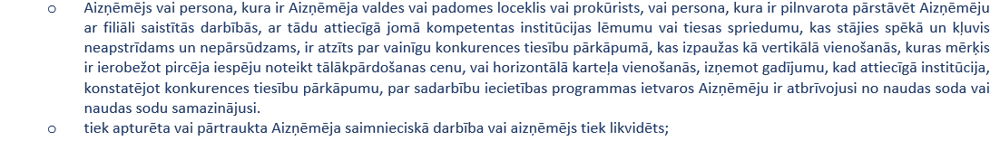 o Aizņēmējs vai persona, kura ir Aizņēmēja valdes vai padomes loceklis vai prokūrists, vai persona, kura ir pilnvarota pārstāvēt Aizņēmēju
ar filiāli saistītās darbībās, ar tādu attiecīgā jomā kompetentas institūcijas lēmumu vai tiesas spriedumu, kas stājies spēkā un kļuvis
neapstrīdams un nepārsūdzams, ir atzīts par vainīgu konkurences tiesību pārkāpumā, kas izpaužas kā vertikālā vienošanās, kuras mērķis
ir ierobežot pircēja iespēju noteikt tālākpārdošanas cenu, vai horizontālā karteļa vienošanās, izņemot gadījumu, kad attiecīgā institūcija,
konstatējot konkurences tiesību pārkāpumu, par sadarbību iecietības programmas ietvaros Aizņēmēju ir atbrīvojusi no naudas soda vai
naudas sodu samazinājusi.
o tiek apturēta vai pārtraukta Aizņēmēja saimnieciskā darbība vai aizņēmējs tiek likvidēts;